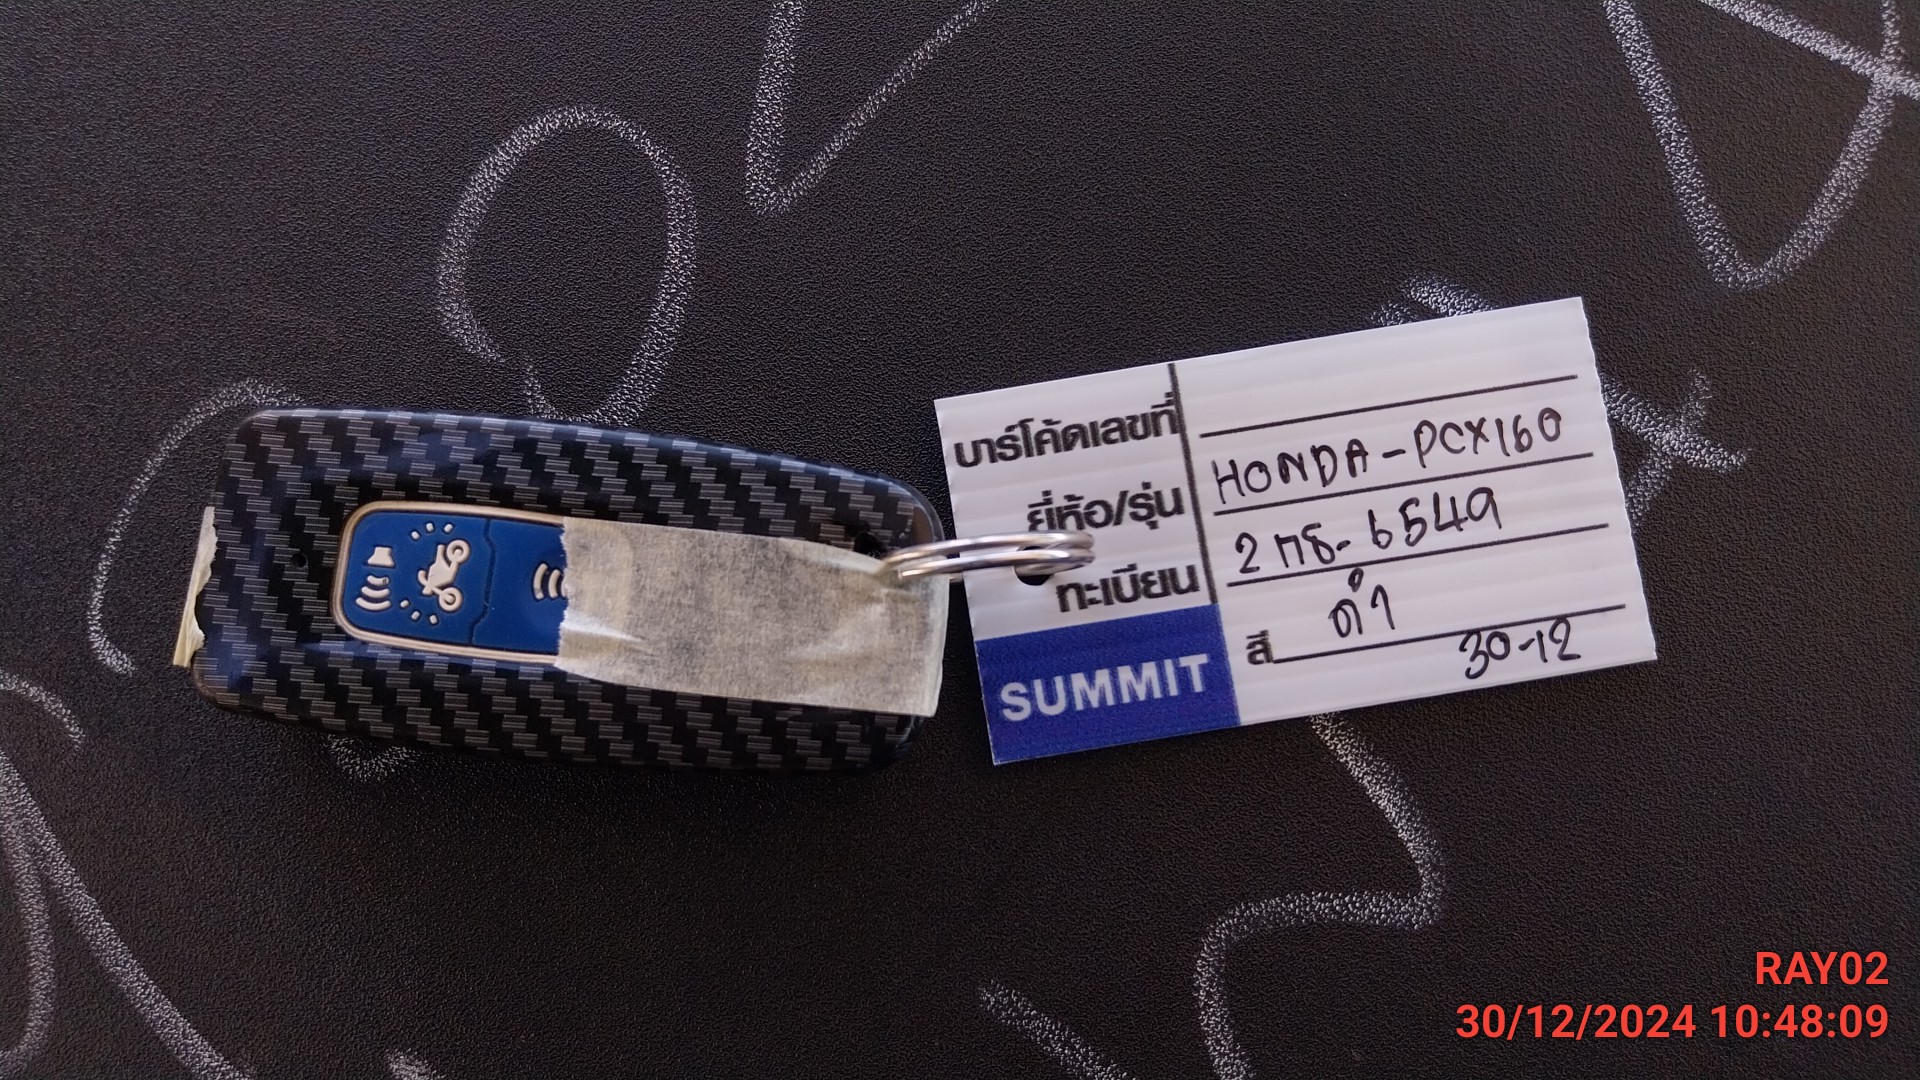 บาร์โค้ดเลขที่
ยี่ห้อ/รุ่น HONDA-PCX160
ทะเบียน 2 กธ-6549
สี ดำ
30-12
SUMMIT
RAY02
30/12/2024 10:48:09